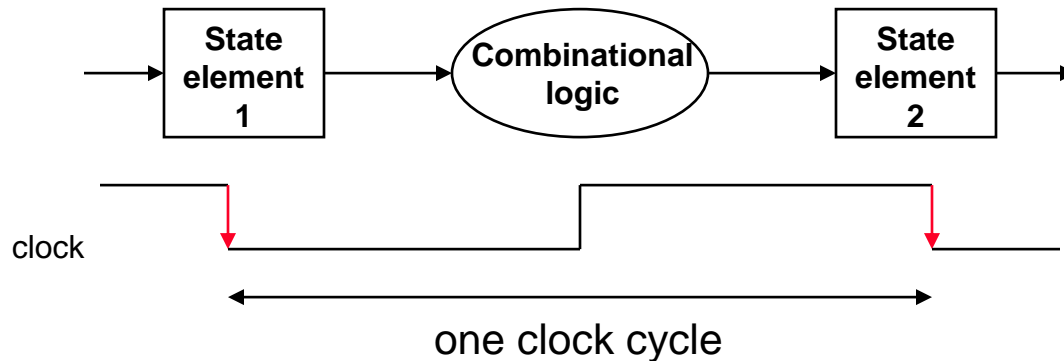 State
element
1
Combinational
logic
State
element
2
clock
one clock cycle